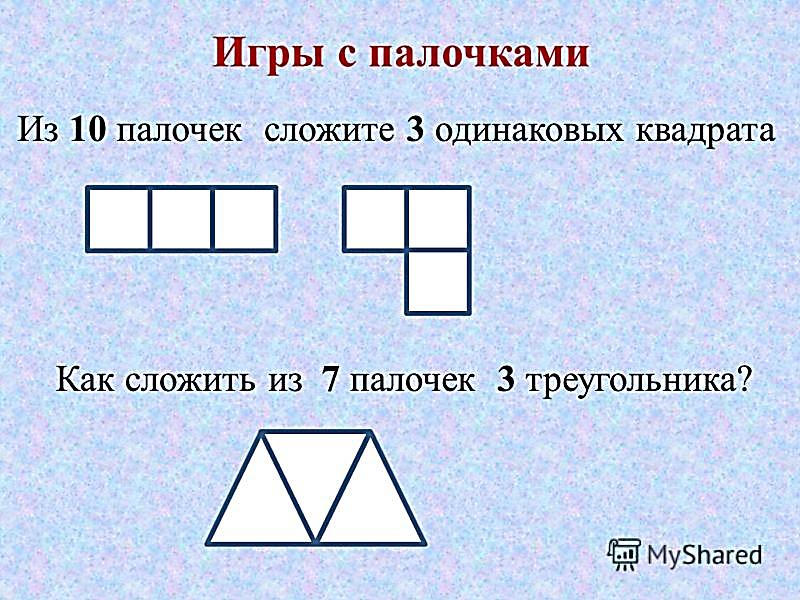 Игры с палочками
Из 10 палочек сложите 3 одинаковых квадрата
Как сложить из 7 палочек 3 треугольника?
MyShared